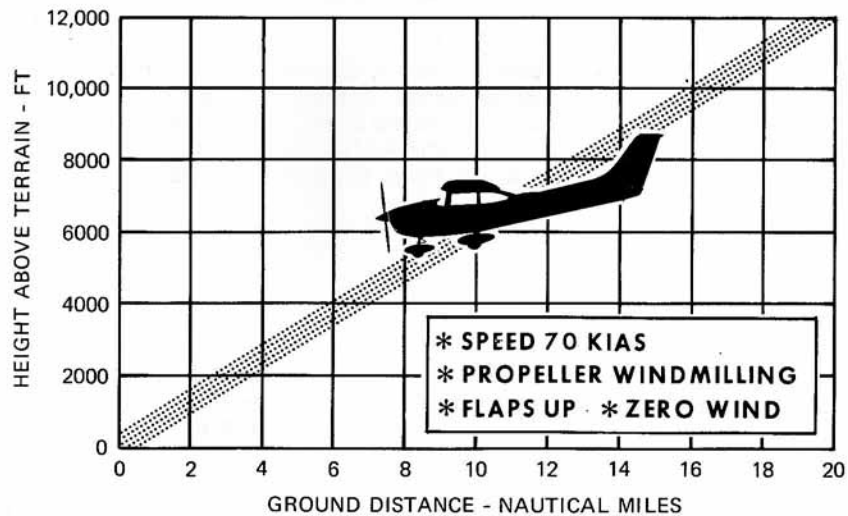 12,000
10,000
8000
6000
4000
2000
0
HEIGHT ABOVE TERRAIN - FT
* SPEED 70 KIAS
* PROPELLER WINDMILLING
* FLAPS UP * ZERO WIND
0 2 4 6 8 10 12 14 16 18 20
GROUND DISTANCE - NAUTICAL MILES